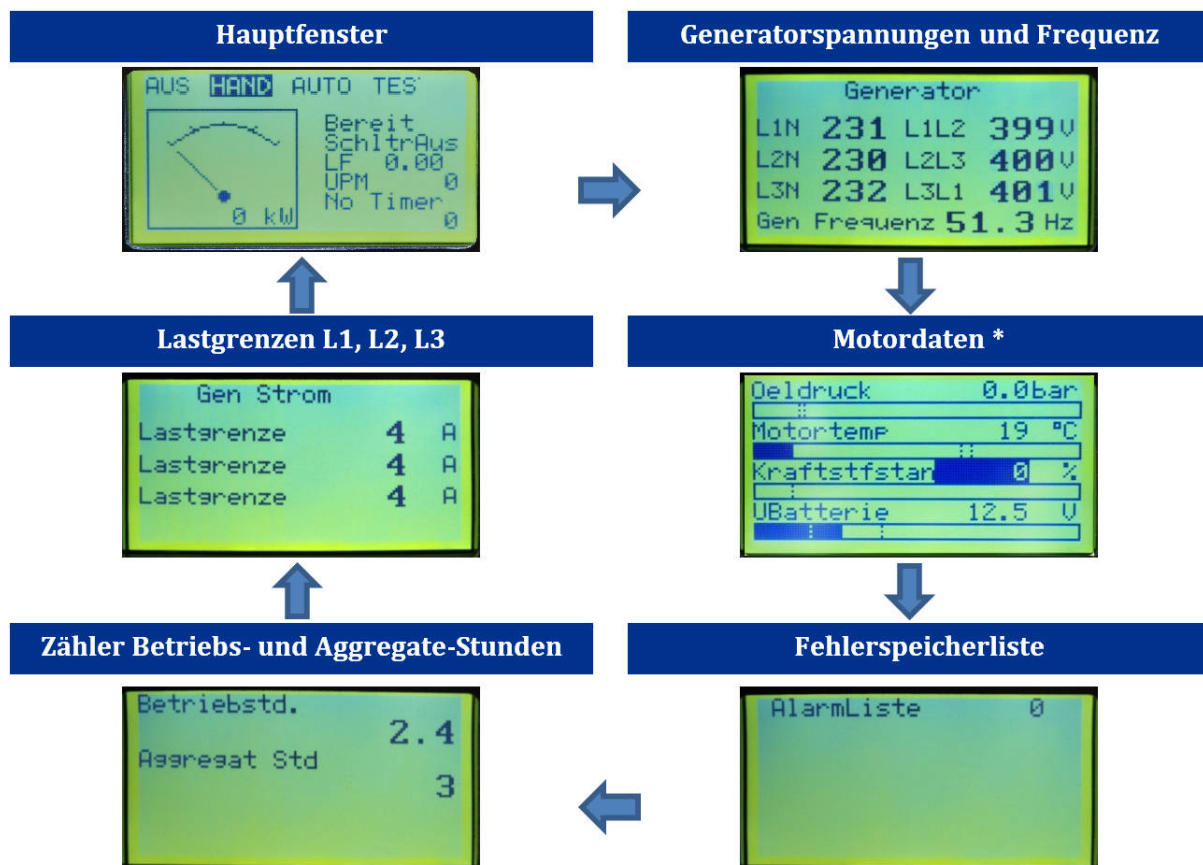 Hauptfenster
AUS HAND AUTO TES
Bereit
SchltrAus
LF 0.00
UPM 0
No Timer
0 kW 0
Generatorspannungen und Frequenz
Generator
L1N 231 L1L2 399 V
L2N 230 L2L3 400 V
L3N 232 L3L1 401 V
Gen Frequenz 51.3 Hz
Lastgrenzen L1, L2, L3
Gen Strom
Lastgrenze 4 A
Lastgrenze 4 A
Lastgrenze 4 A
Motordaten *
Oeldruck 0.0bar
Motortemp 19 °C
Kraftstfstan 0 %
UBatterie 12.5 V
Zähler Betriebs- und Aggregate-Stunden
Betriebstd.
2.4
Aggregat Std
3
Fehlerspeicherliste
AlarmListe 0